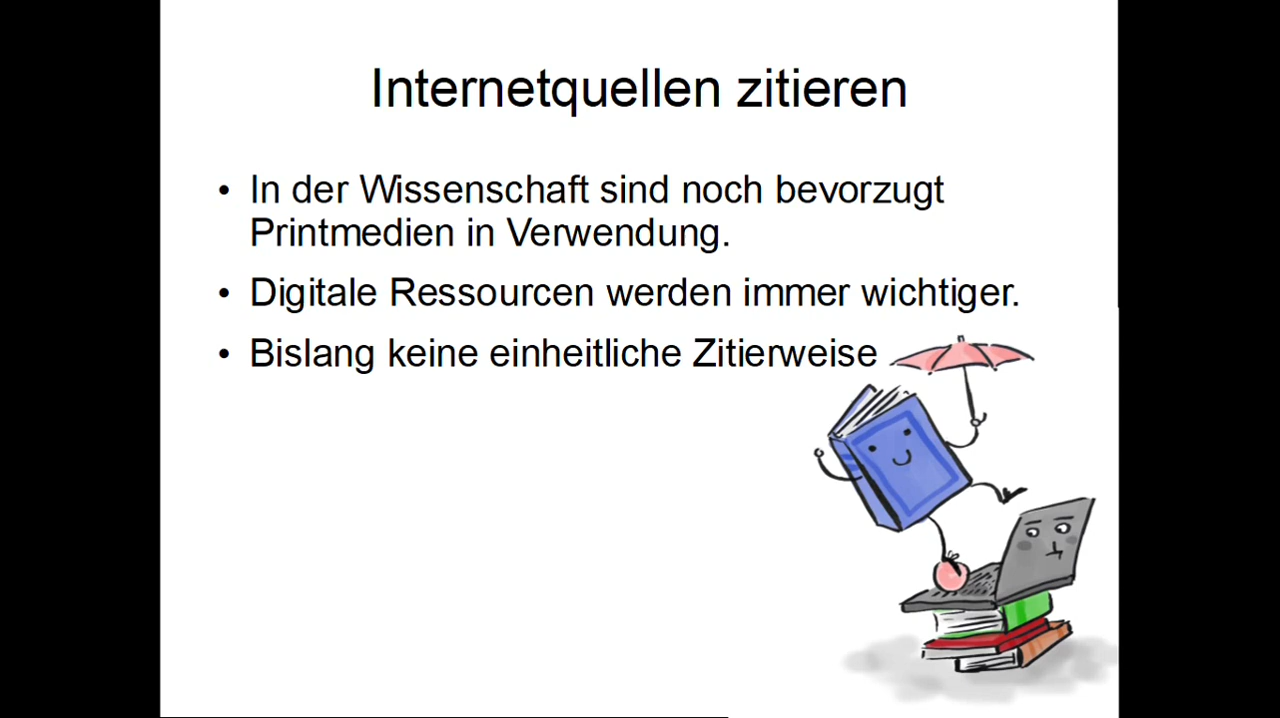 Internetquellen zitieren
• In der Wissenschaft sind noch bevorzugt
Printmedien in Verwendung.
• Digitale Ressourcen werden immer wichtiger.
• Bislang keine einheitliche Zitierweise